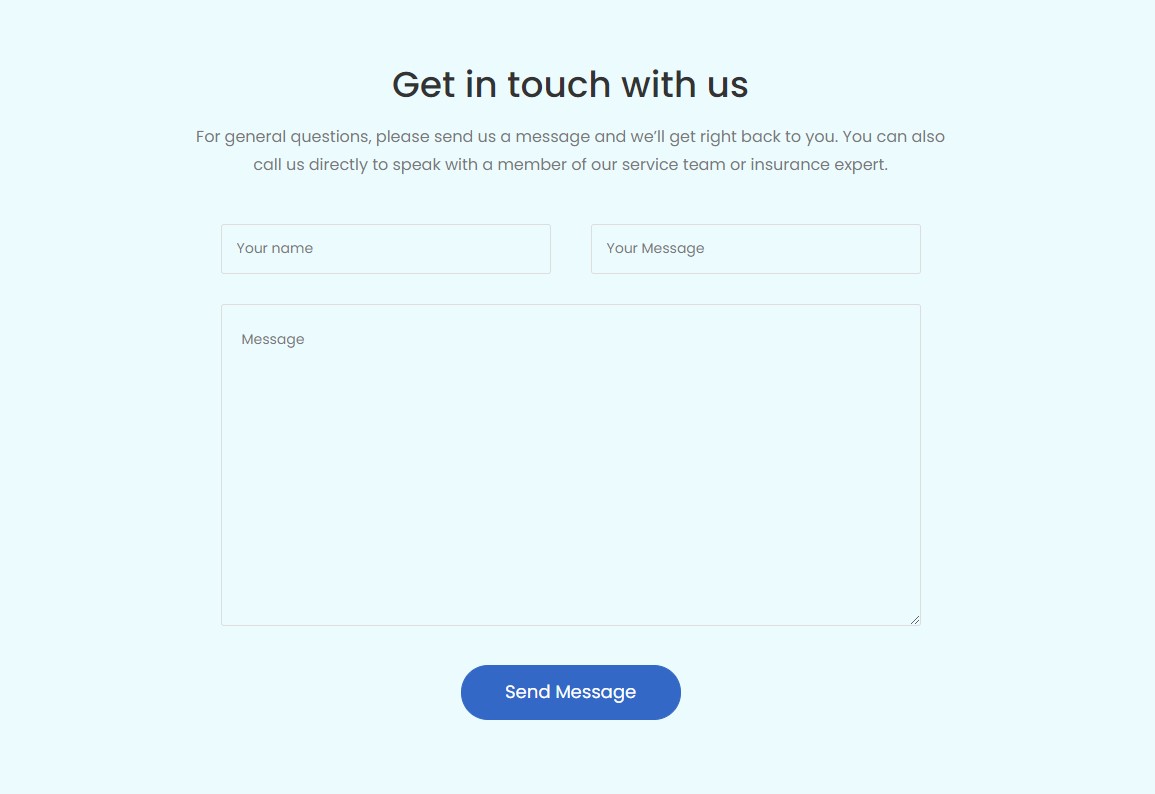 Get in touch with us
For general questions, please send us a message and we’ll get right back to you. You can also
call us directly to speak with a member of our service team or insurance expert.
Your name
Your Message
Message
Send Message